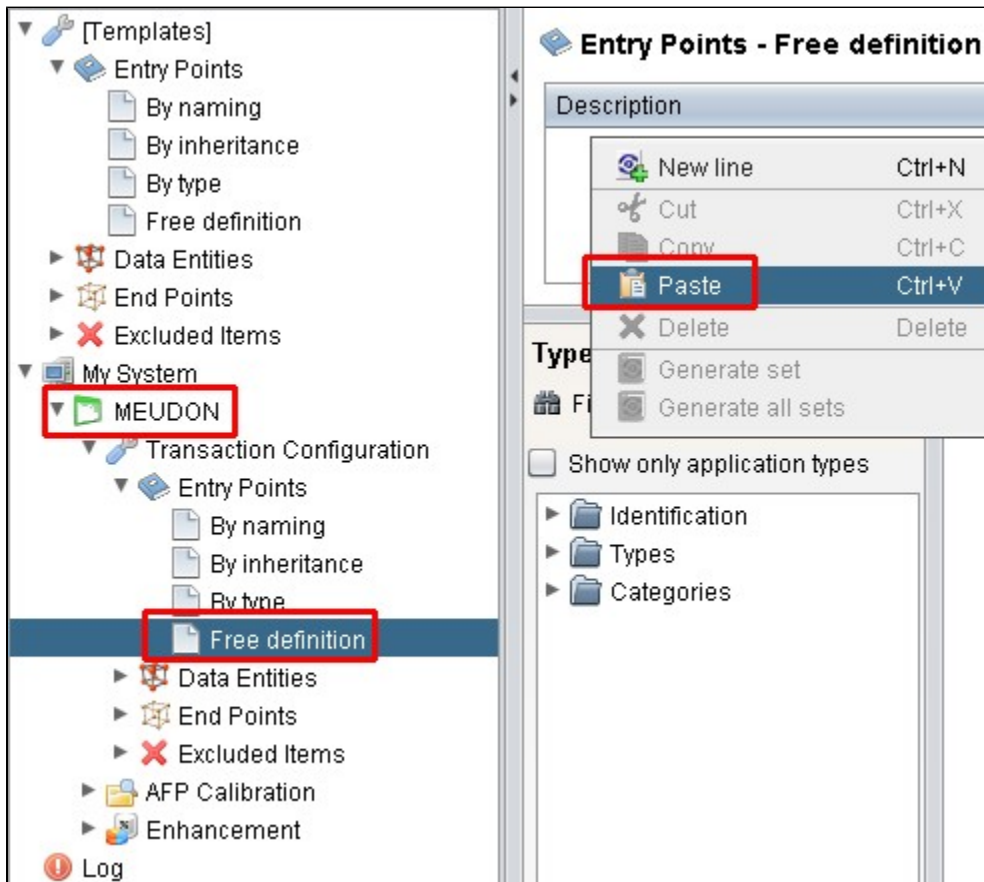 [Templates]
Entry Points
By naming
By inheritance
By type
Free definition
Data Entities
End Points
Excluded Items
My System
MEUDON
Transaction Configuration
Entry Points
By naming
By inheritance
By type
Free definition
Data Entities
End Points
Excluded Items
AFP Calibration
Enhancement
Log
Entry Points - Free definition
Description
New line Ctrl+N
Cut Ctrl+X
Copy Ctrl+C
Paste Ctrl+V
Delete Delete
Generate set
Generate all sets
Type
Fi
Show only application types
Identification
Types
Categories